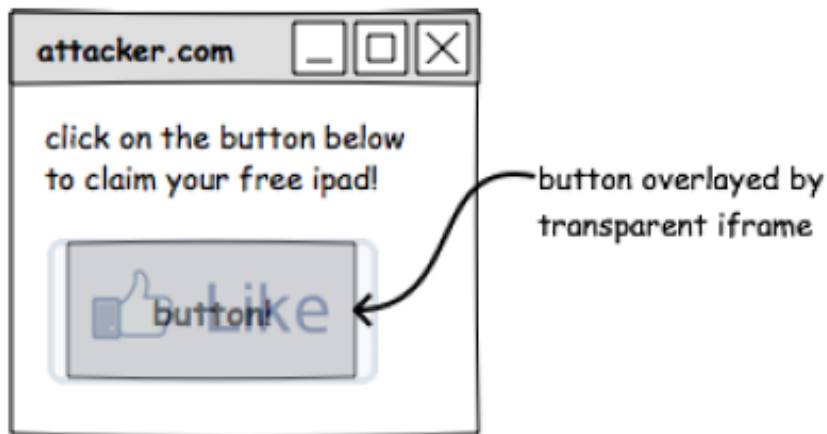 attacker.com
click on the button below
to claim your free ipad!
button overlayed by
transparent iframe
Like
button!